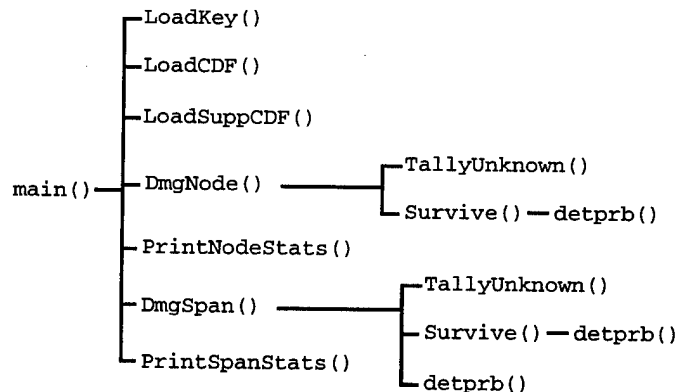 LoadKey()
LoadCDF()
LoadSuppCDF()
TallyUnknown()
main()
DmgNode()
Survive()
detprb()
PrintNodeStats()
TallyUnknown()
DmgSpan()
Survive()
detprb()
PrintSpanStats()
detprb()